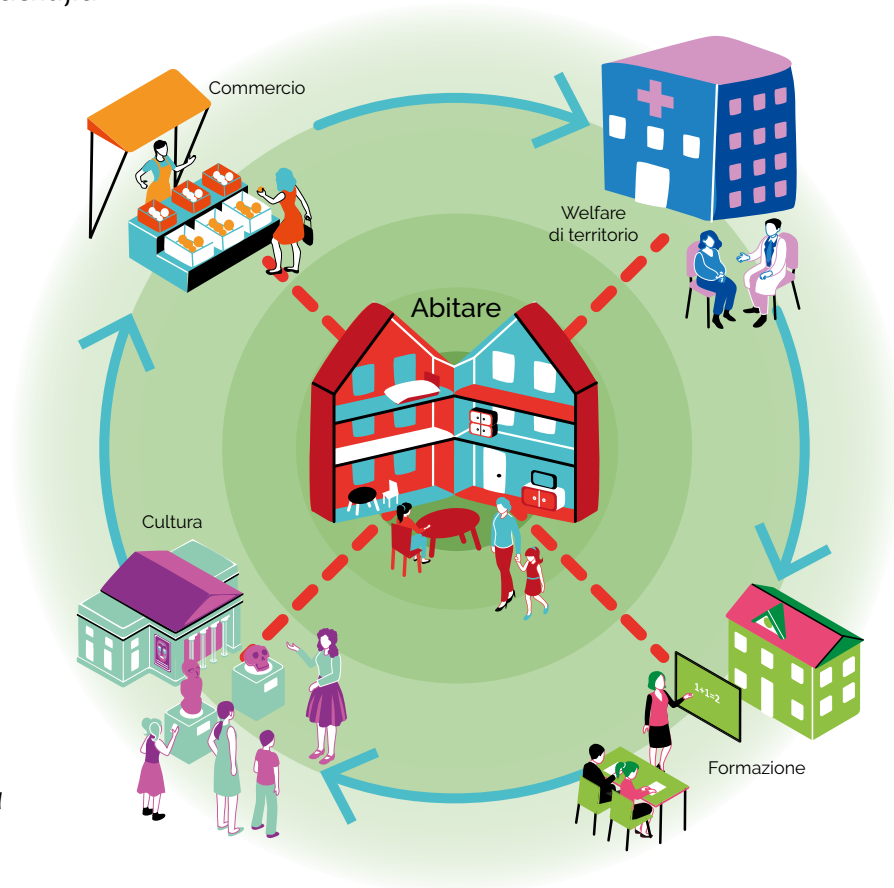 Commercio
Welfare
di territorio
Abitare
Cultura
1+1=2
Formazione